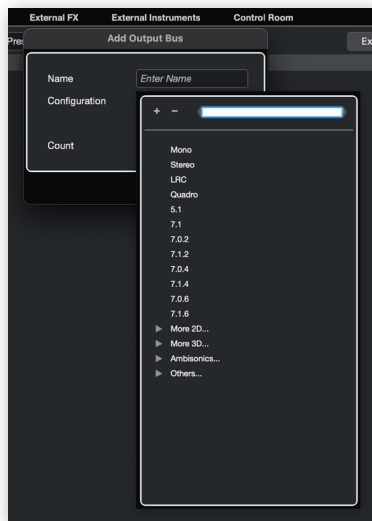 External FX External Instruments Control Room
Add Output Bus
Name Enter Name
Configuration
+ −
Count
Mono
Stereo
LRC
Quadro
5.1
7.1
7.0.2
7.1.2
7.0.4
7.1.4
7.0.6
7.1.6
More 2D...
More 3D...
Ambisonics...
Others...